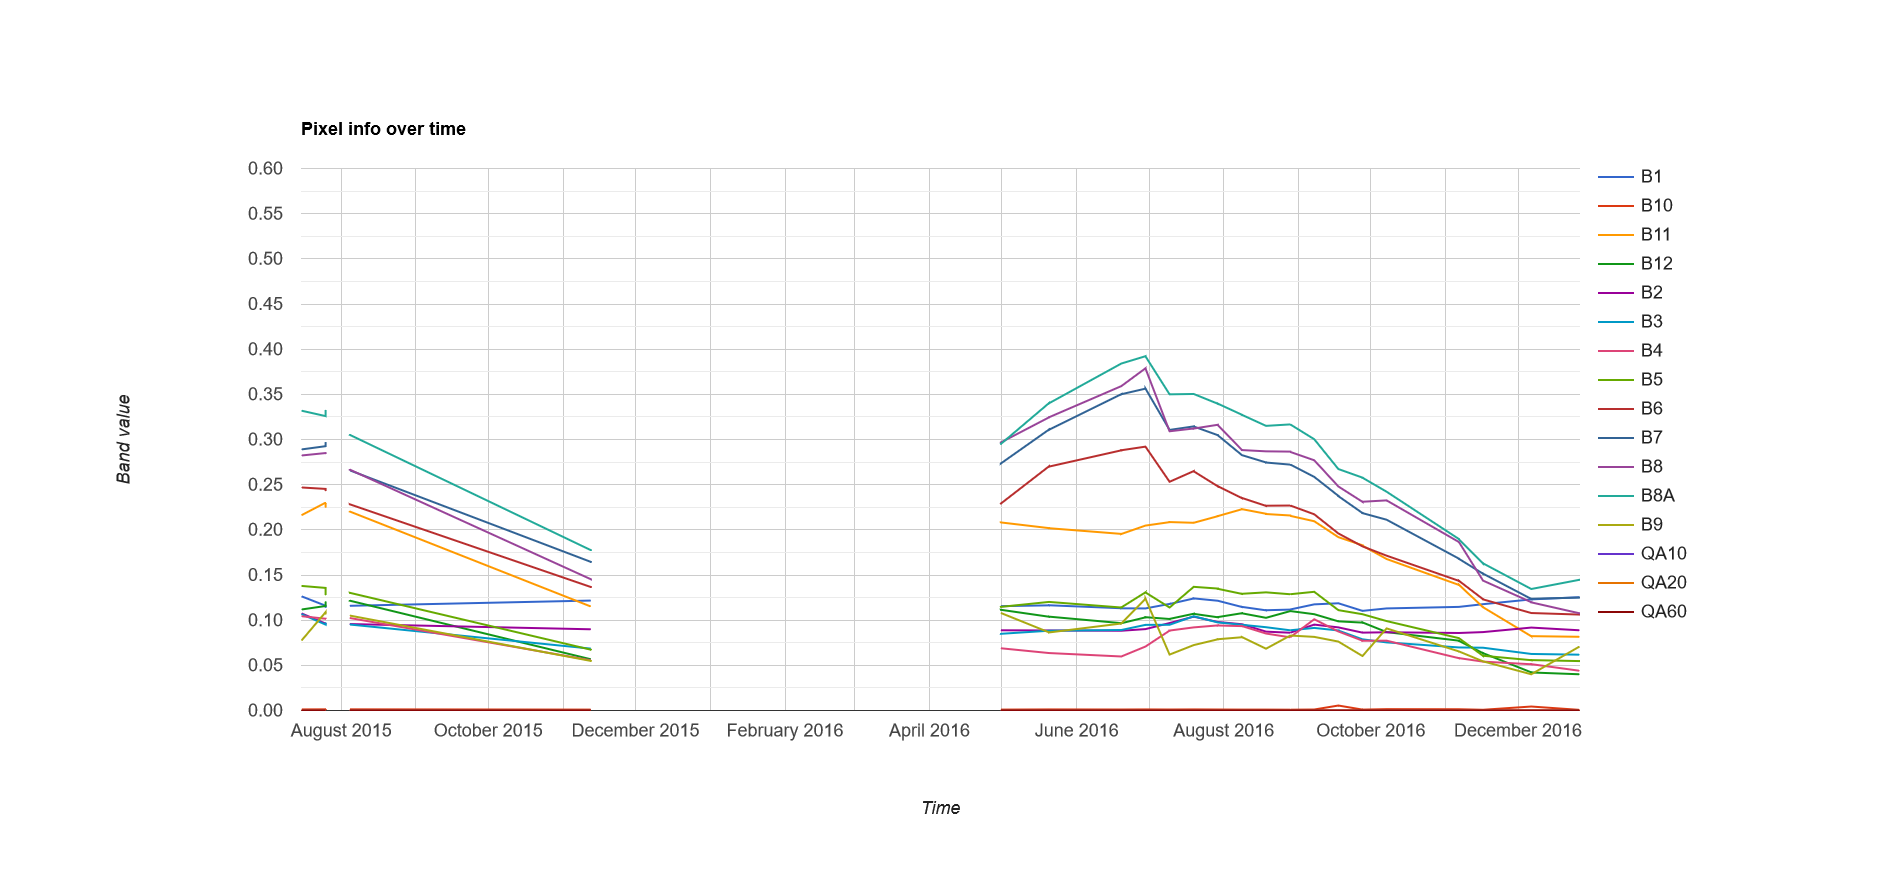 Pixel info over time
0.60
0.55
0.50
0.45
0.40
0.35
0.30
0.25
0.20
0.15
0.10
0.05
0.00
Band value
August 2015
October 2015
December 2015
February 2016
April 2016
June 2016
August 2016
October 2016
December 2016
Time
B1
B10
B11
B12
B2
B3
B4
B5
B6
B7
B8
B8A
B9
QA10
QA20
QA60